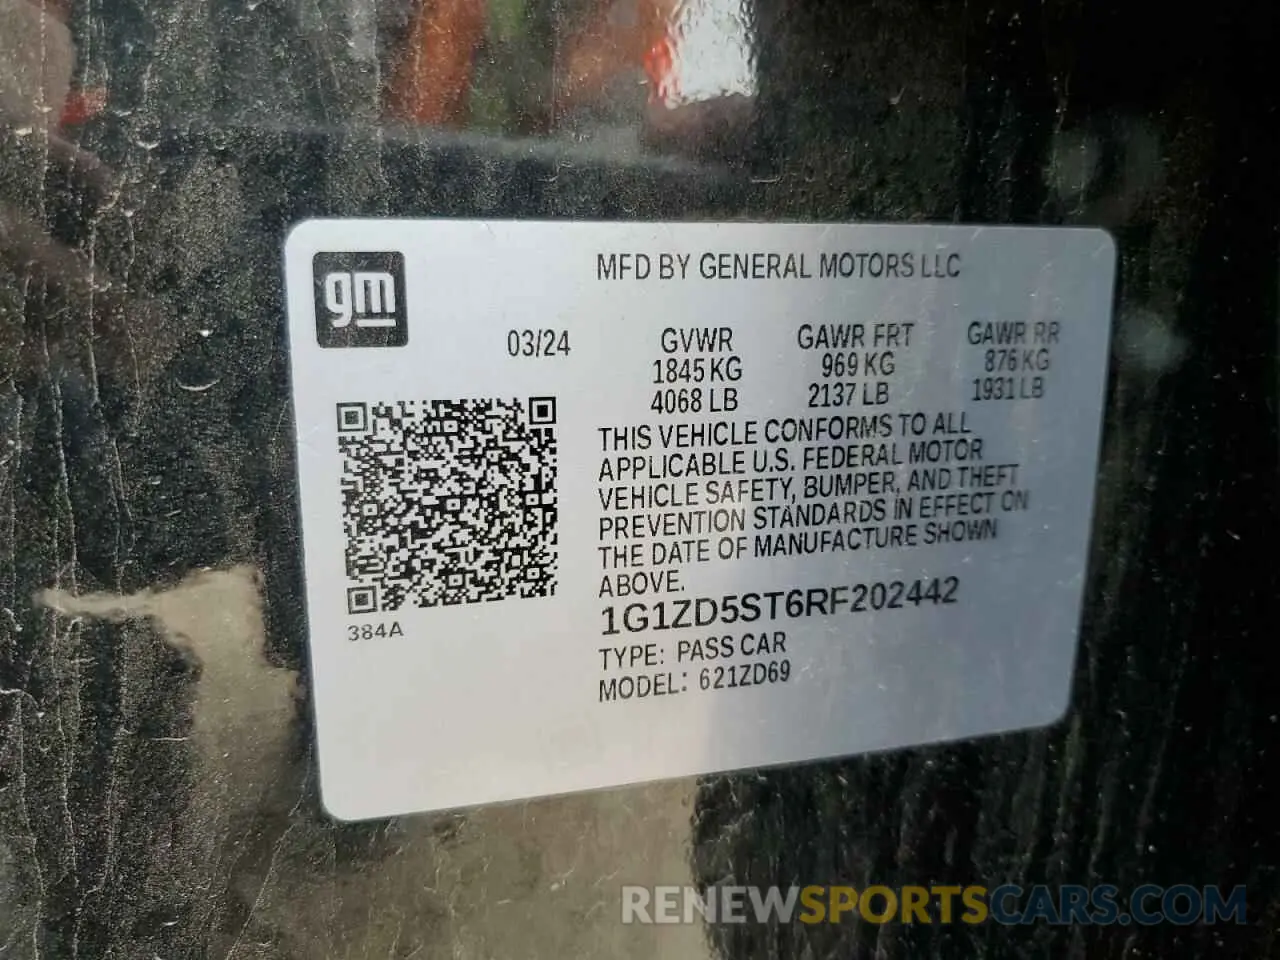 gm
MFD BY GENERAL MOTORS LLC
03/24 GVWR GAWR FRT GAWR RR
1845 KG 969 KG 876 KG
4068 LB 2137 LB 1931 LB
THIS VEHICLE CONFORMS TO ALL
APPLICABLE U.S. FEDERAL MOTOR
VEHICLE SAFETY, BUMPER, AND THEFT
PREVENTION STANDARDS IN EFFECT ON
THE DATE OF MANUFACTURE SHOWN
ABOVE.
1G1ZD5ST6RF202442
384A
TYPE: PASS CAR
MODEL: 621ZD69
RENEWSPORTSCARS.COM